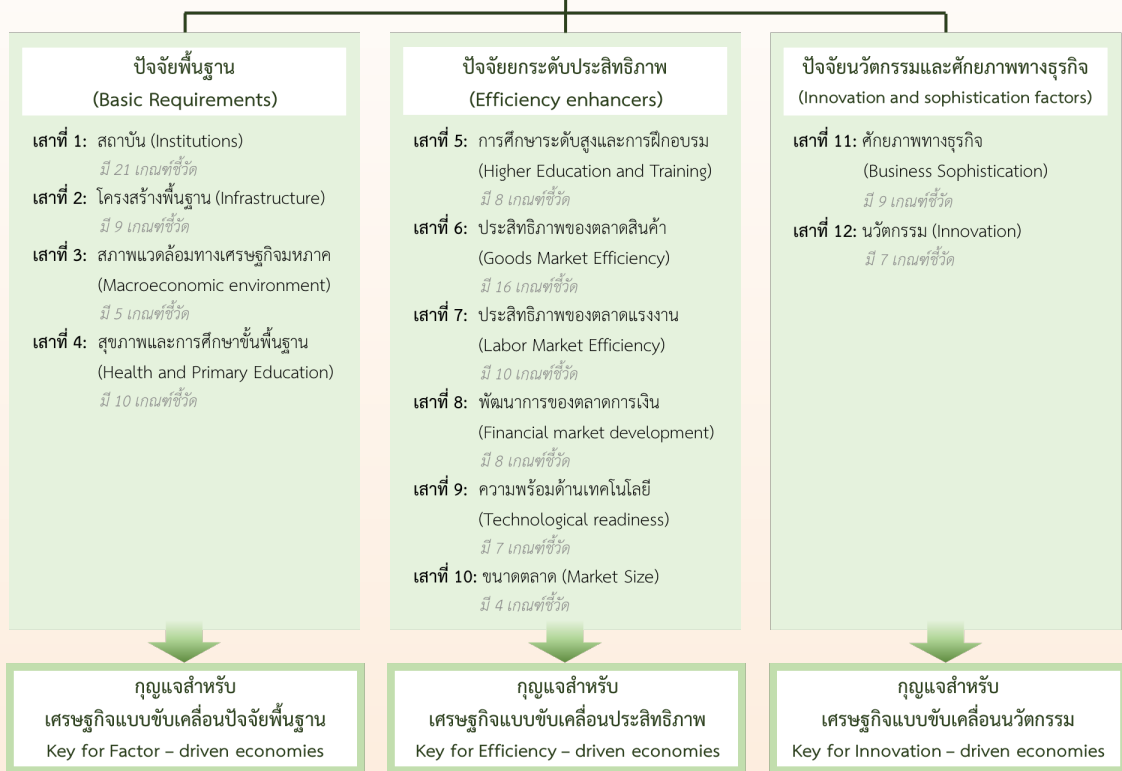 ปัจจัยพื้นฐาน
(Basic Requirements)
เสาที่ 1: สถาบัน (Institutions)
มี 21 เกณฑ์ชี้วัด
เสาที่ 2: โครงสร้างพื้นฐาน (Infrastructure)
มี 9 เกณฑ์ชี้วัด
เสาที่ 3: สภาพแวดล้อมทางเศรษฐกิจมหภาค
(Macroeconomic environment)
มี 5 เกณฑ์ชี้วัด
เสาที่ 4: สุขภาพและการศึกษาขั้นพื้นฐาน
(Health and Primary Education)
มี 10 เกณฑ์ชี้วัด
กุญแจสำหรับ
เศรษฐกิจแบบขับเคลื่อนปัจจัยพื้นฐาน
Key for Factor – driven economies
ปัจจัยยกระดับประสิทธิภาพ
(Efficiency enhancers)
เสาที่ 5: การศึกษาระดับสูงและการฝึกอบรม
(Higher Education and Training)
มี 8 เกณฑ์ชี้วัด
เสาที่ 6: ประสิทธิภาพของตลาดสินค้า
(Goods Market Efficiency)
มี 16 เกณฑ์ชี้วัด
เสาที่ 7: ประสิทธิภาพของตลาดแรงงาน
(Labor Market Efficiency)
มี 10 เกณฑ์ชี้วัด
เสาที่ 8: พัฒนาการของตลาดการเงิน
(Financial market development)
มี 8 เกณฑ์ชี้วัด
เสาที่ 9: ความพร้อมด้านเทคโนโลยี
(Technological readiness)
มี 7 เกณฑ์ชี้วัด
เสาที่ 10: ขนาดตลาด (Market Size)
มี 4 เกณฑ์ชี้วัด
กุญแจสำหรับ
เศรษฐกิจแบบขับเคลื่อนประสิทธิภาพ
Key for Efficiency – driven economies
ปัจจัยนวัตกรรมและศักยภาพทางธุรกิจ
(Innovation and sophistication factors)
เสาที่ 11: ศักยภาพทางธุรกิจ
(Business Sophistication)
มี 9 เกณฑ์ชี้วัด
เสาที่ 12: นวัตกรรม (Innovation)
มี 7 เกณฑ์ชี้วัด
กุญแจสำหรับ
เศรษฐกิจแบบขับเคลื่อนนวัตกรรม
Key for Innovation – driven economies